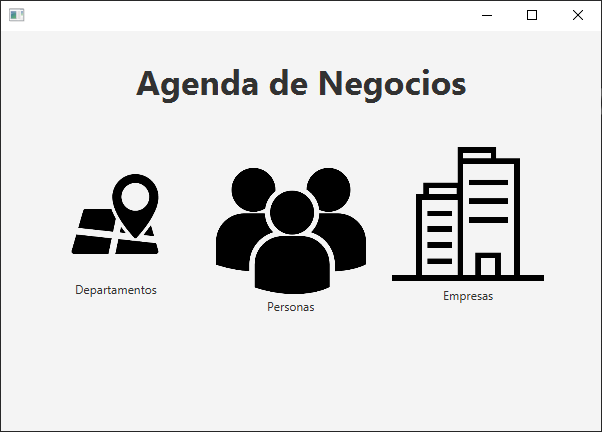 Agenda de Negocios
Departamentos
Personas
Empresas